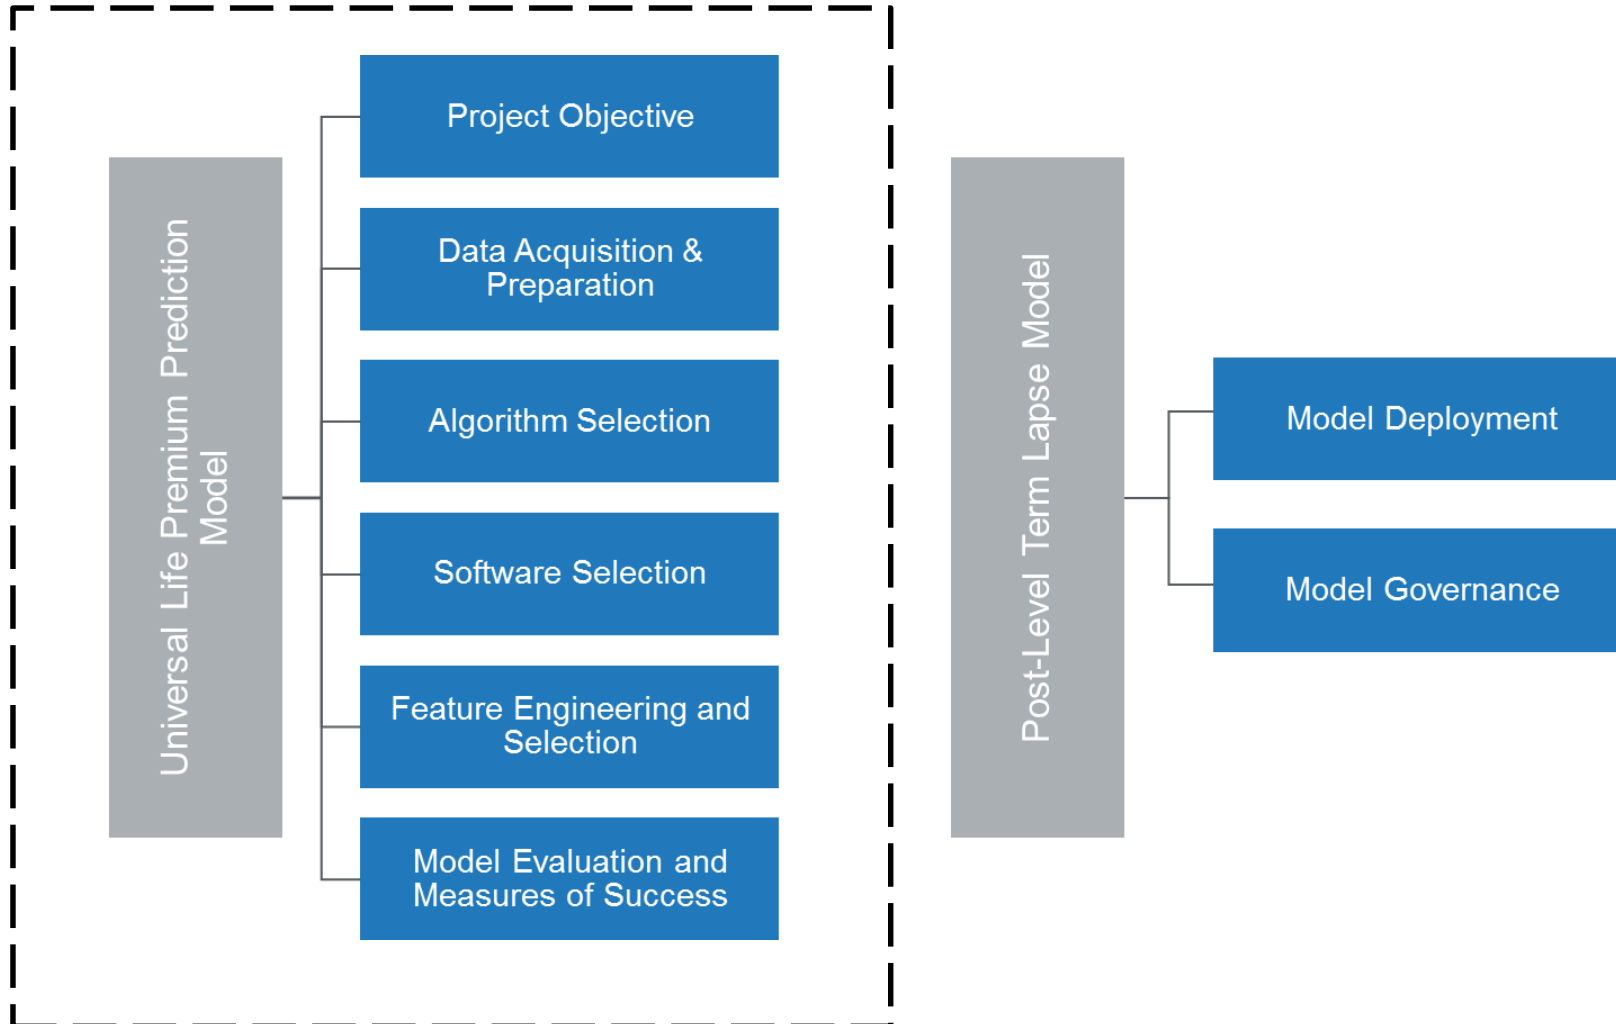 Universal Life Premium Prediction
Model
Project Objective
Data Acquisition &
Preparation
Algorithm Selection
Software Selection
Feature Engineering and
Selection
Model Evaluation and
Measures of Success
Post-Level Term Lapse Model
Model Deployment
Model Governance